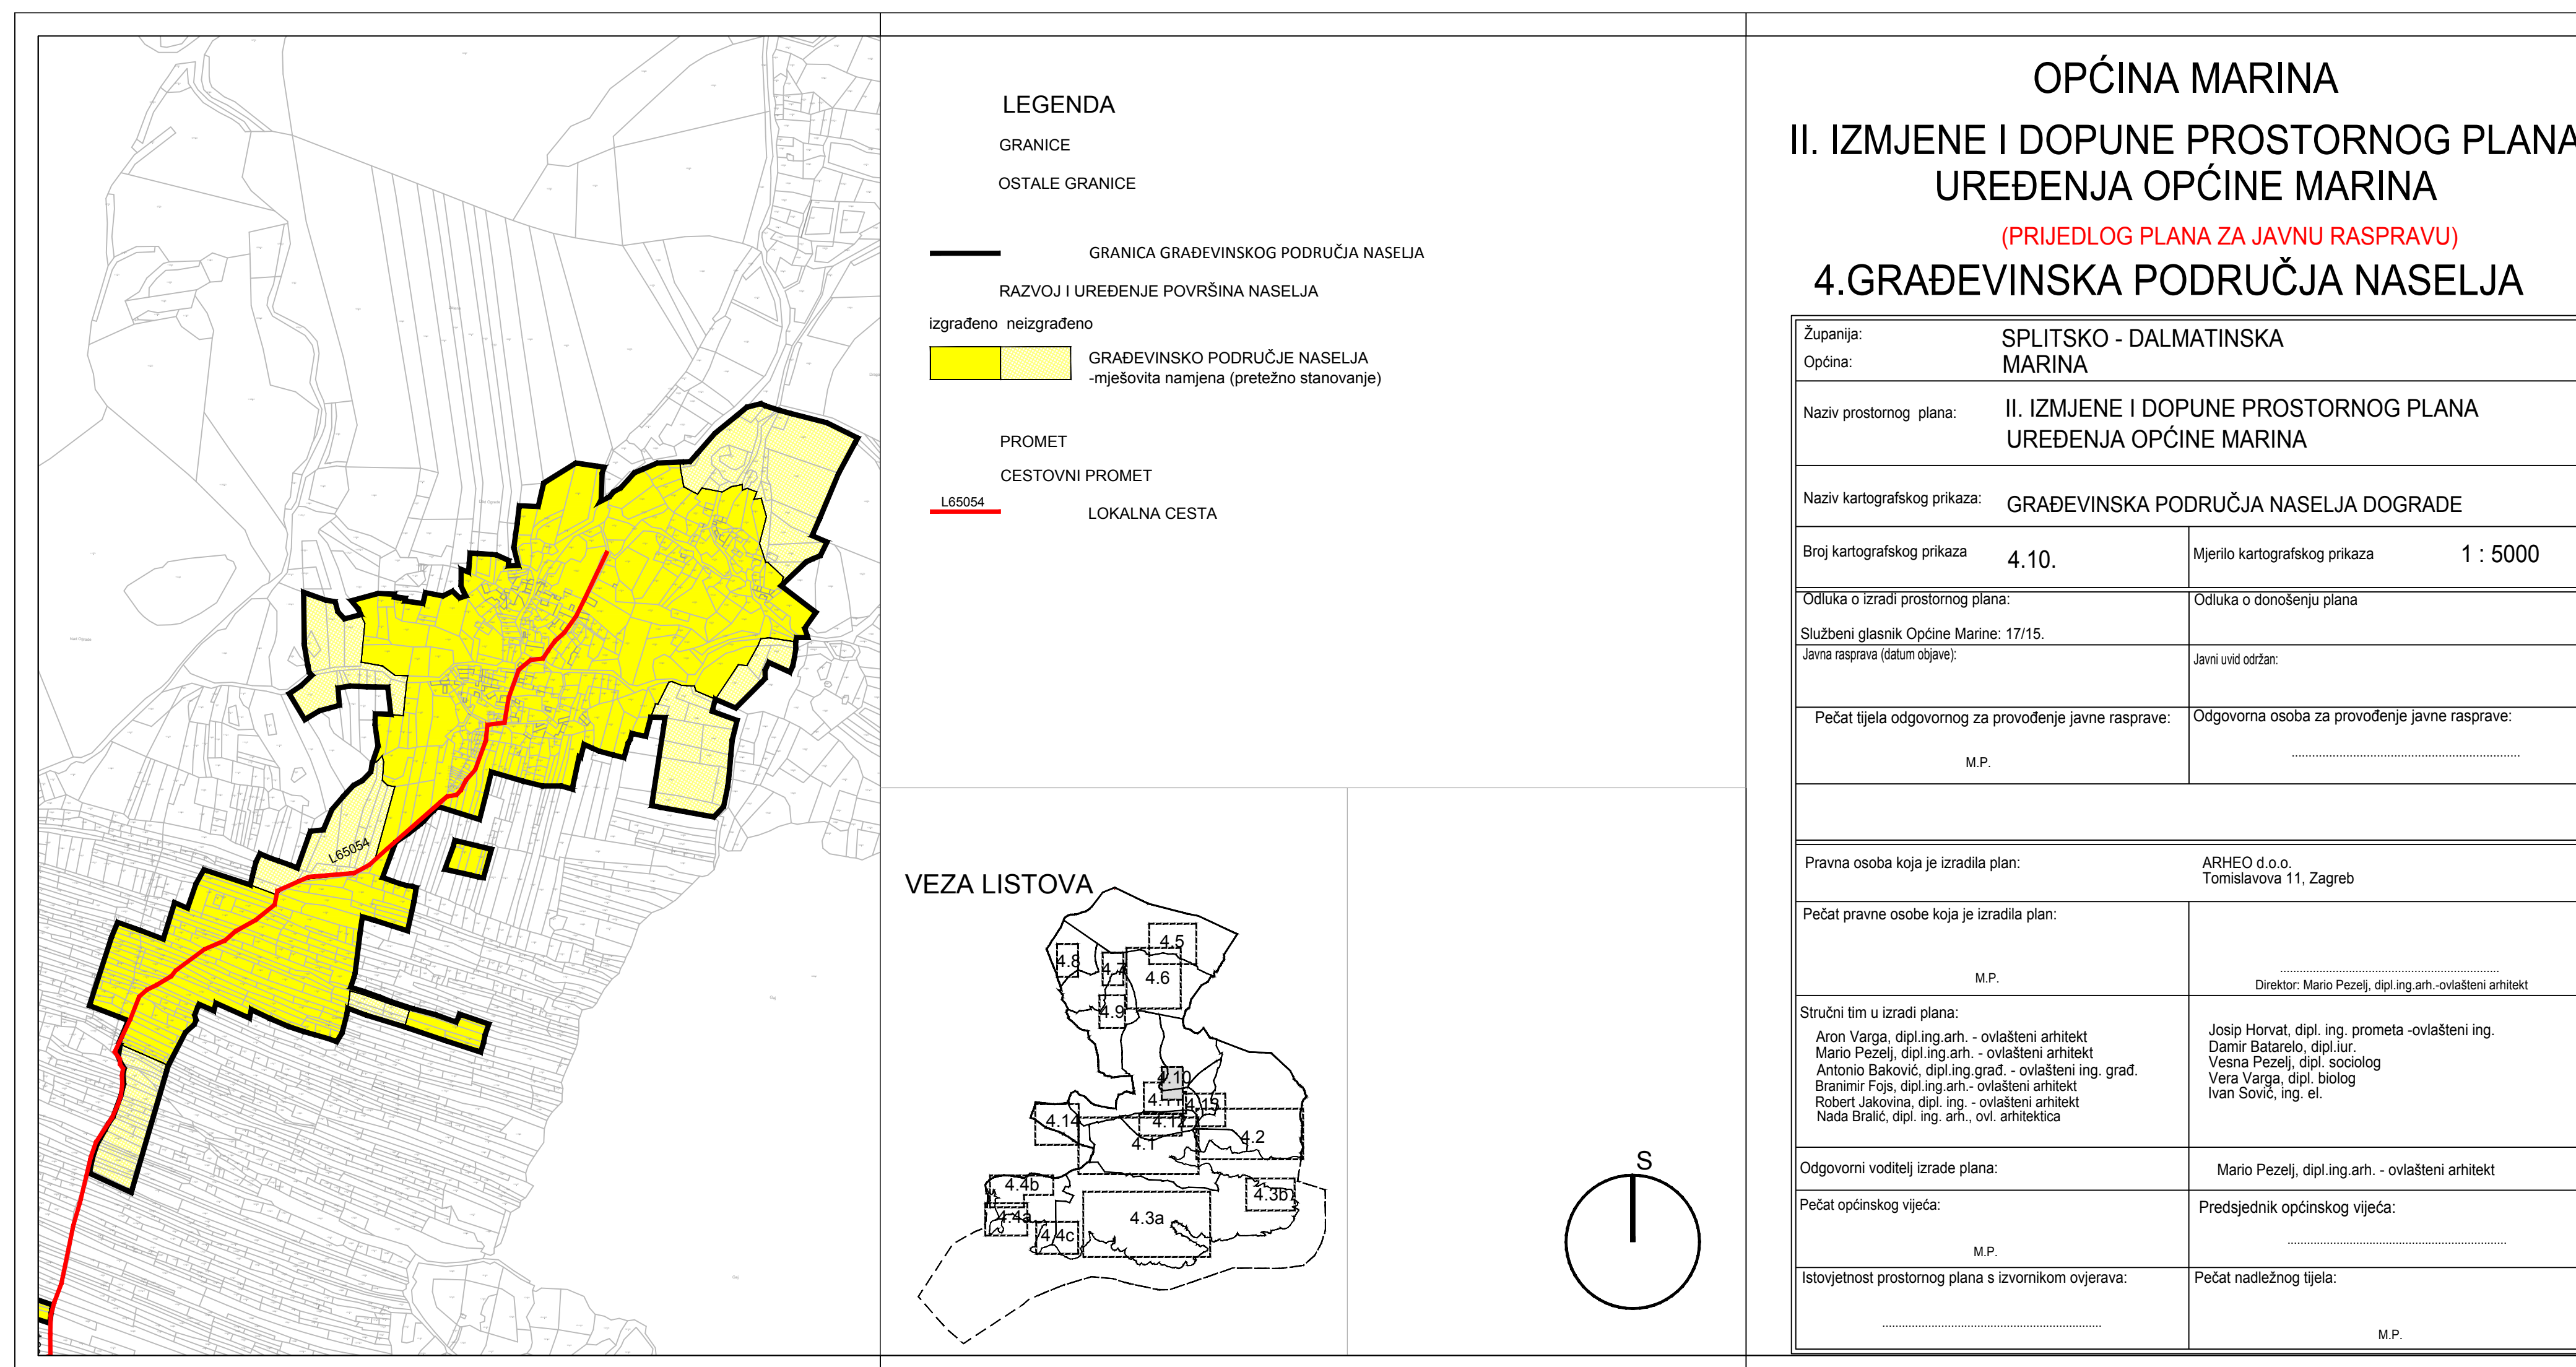 L65054
LEGENDA
GRANICE
OSTALE GRANICE
GRANICA GRAĐEVINSKOG PODRUČJA NASELJA
RAZVOJ I UREĐENJE POVRŠINA NASELJA
izgrađeno neizgrađeno
GRAĐEVINSKO PODRUČJE NASELJA
-mješovita namjena (pretežno stanovanje)
PROMET
CESTOVNI PROMET
L65054
LOKALNA CESTA
VEZA LISTOVA
4.5
4.8
4.7
4.6
4.9
4.10
4.11
4.13
4.14
4.12
4.2
4.1
4.4b
4.3b
4.4a
4.3a
4.4c
S
OPĆINA MARINA
II. IZMJENE I DOPUNE PROSTORNOG PLANA
UREĐENJA OPĆINE MARINA
(PRIJEDLOG PLANA ZA JAVNU RASPRAVU)
4.GRAĐEVINSKA PODRUČJA NASELJA
Županija: SPLITSKO - DALMATINSKA
Općina: MARINA
Naziv prostornog plana: II. IZMJENE I DOPUNE PROSTORNOG PLANA
UREĐENJA OPĆINE MARINA
Naziv kartografskog prikaza: GRAĐEVINSKA PODRUČJA NASELJA DOGRADE
Broj kartografskog prikaza 4.10.
Mjerilo kartografskog prikaza 1 : 5000
Odluka o izradi prostornog plana:
Službeni glasnik Općine Marine: 17/15.
Odluka o donošenju plana
Javna rasprava (datum objave):
Javni uvid održan:
Pečat tijela odgovornog za provođenje javne rasprave:
M.P.
Odgovorna osoba za provođenje javne rasprave:
Pravna osoba koja je izradila plan:
ARHEO d.o.o.
Tomislavova 11, Zagreb
Pečat pravne osobe koja je izradila plan:
M.P.
Direktor: Mario Pezelj, dipl.ing.arh.-ovlašteni arhitekt
Stručni tim u izradi plana:
Aron Varga, dipl.ing.arh. - ovlašteni arhitekt
Mario Pezelj, dipl.ing.arh. - ovlašteni arhitekt
Antonio Baković, dipl.ing.građ. - ovlašteni ing. građ.
Branimir Fojs, dipl.ing.arh.- ovlašteni arhitekt
Robert Jakovina, dipl. ing. - ovlašteni arhitekt
Nada Bralić, dipl. ing. arh., ovl. arhitektica
Josip Horvat, dipl. ing. prometa -ovlašteni ing.
Damir Batarelo, dipl.iur.
Vesna Pezelj, dipl. sociolog
Vera Varga, dipl. biolog
Ivan Sović, ing. el.
Odgovorni voditelj izrade plana:
Mario Pezelj, dipl.ing.arh. - ovlašteni arhitekt
Pečat općinskog vijeća:
M.P.
Predsjednik općinskog vijeća:
Istovjetnost prostornog plana s izvornikom ovjerava:
Pečat nadležnog tijela:
M.P.